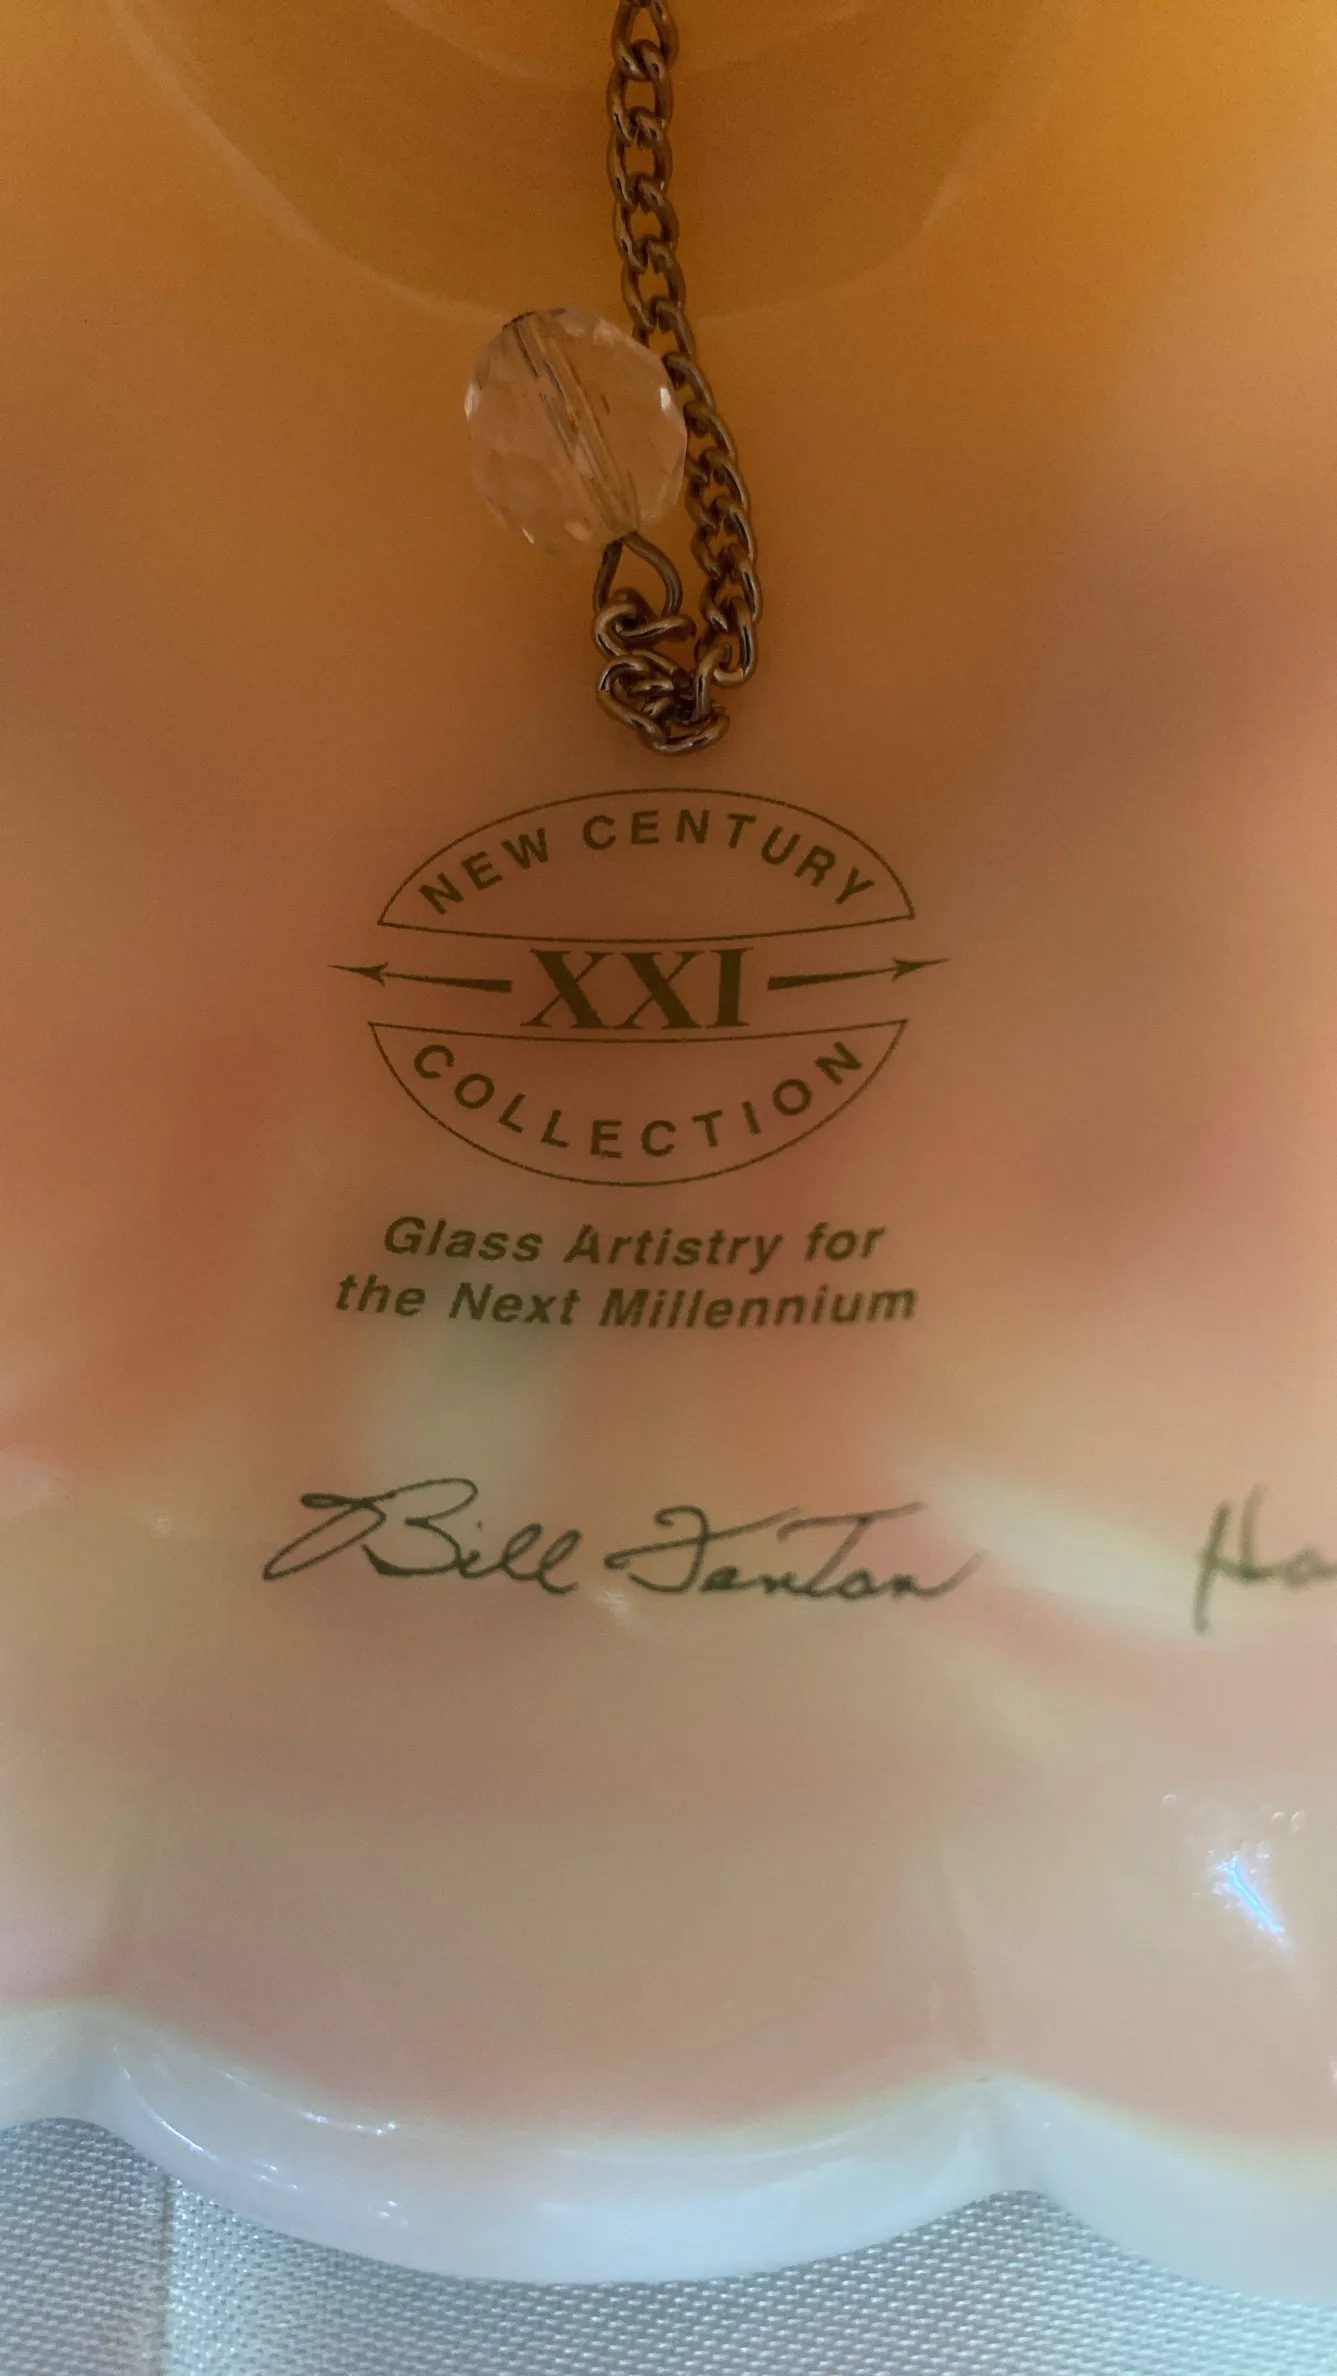 NEW CENTURY
XXI
COLLECTION
Glass Artistry for
the Next Millennium
Bill Fenton